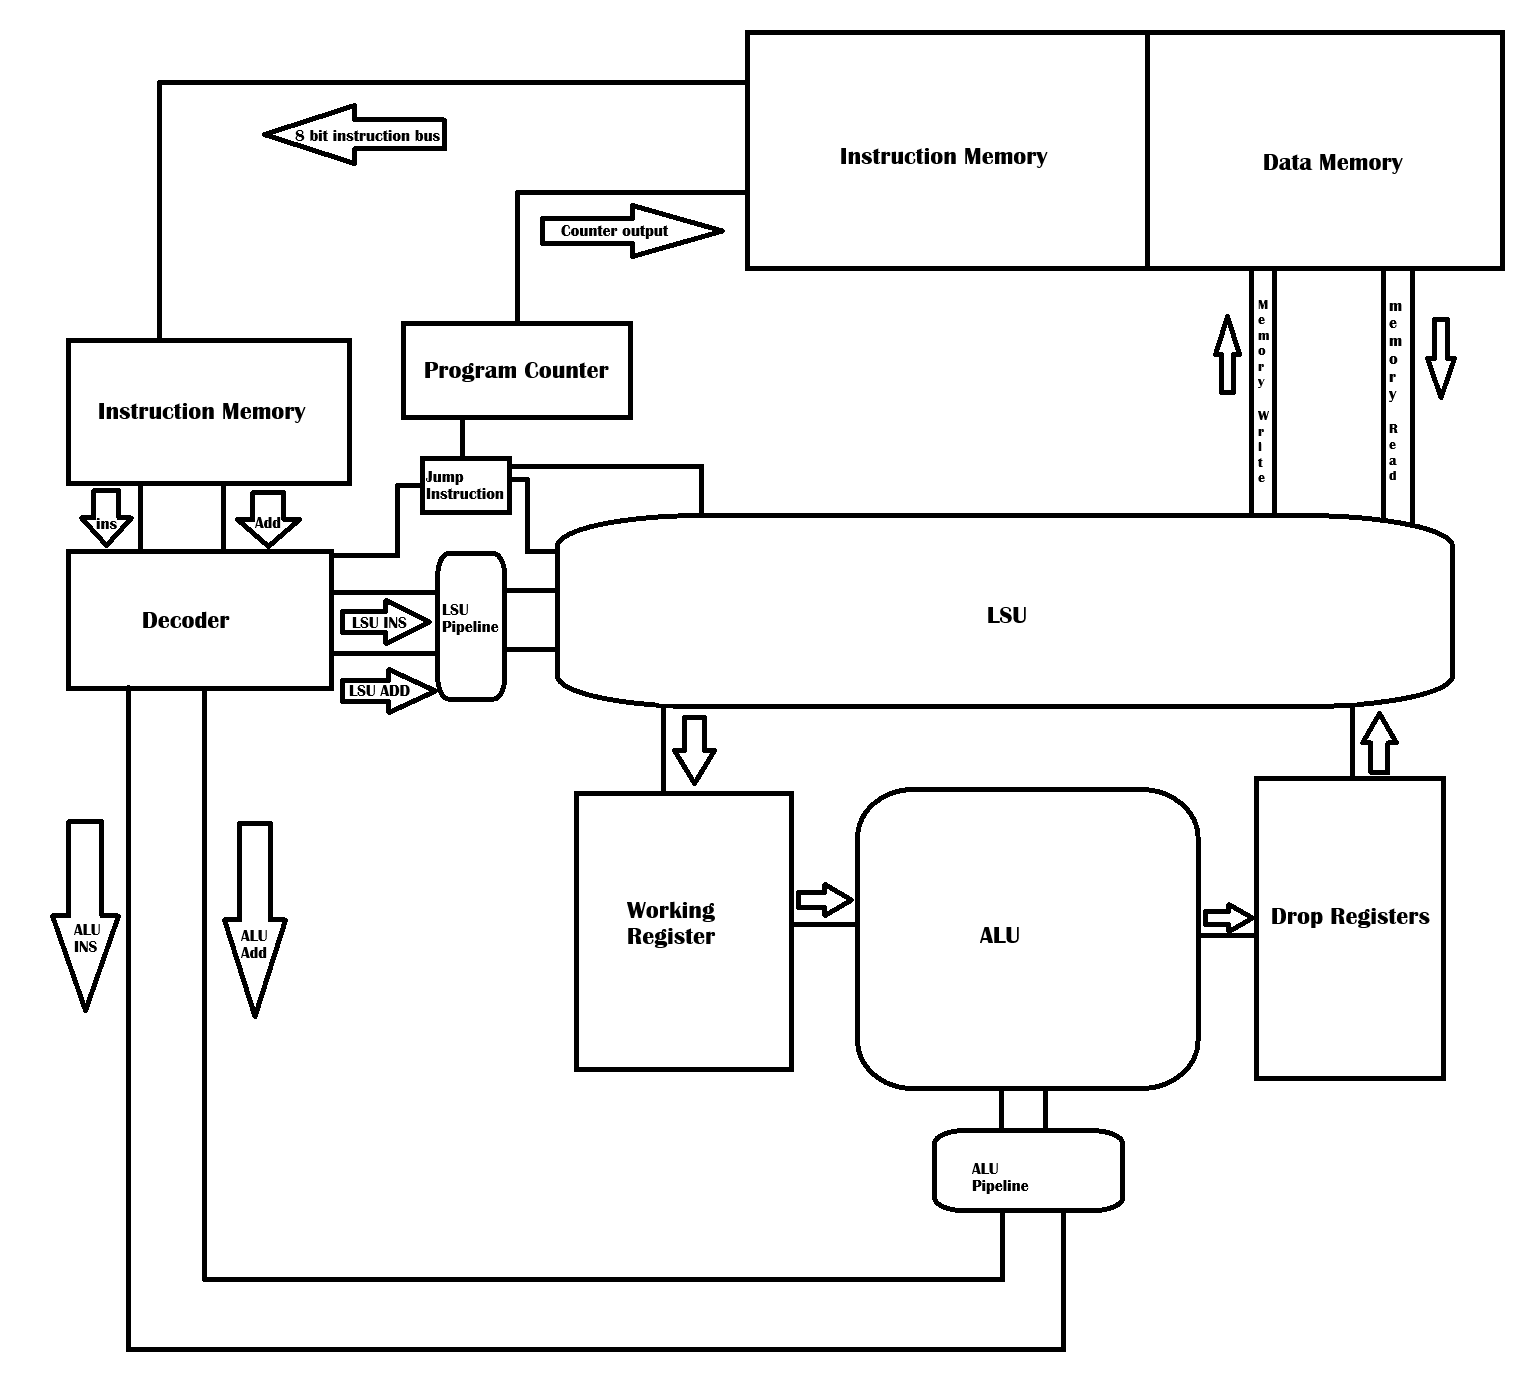 8 bit instruction bus
Instruction Memory
Data Memory
Counter output
Memory Write
memory Read
Program Counter
Instruction Memory
Jump
Instruction
ins
Add
Decoder
LSU INS
LSU
Pipeline
LSU
LSU ADD
Working
Register
ALU
Drop Registers
ALU
INS
ALU
Add
ALU
Pipeline